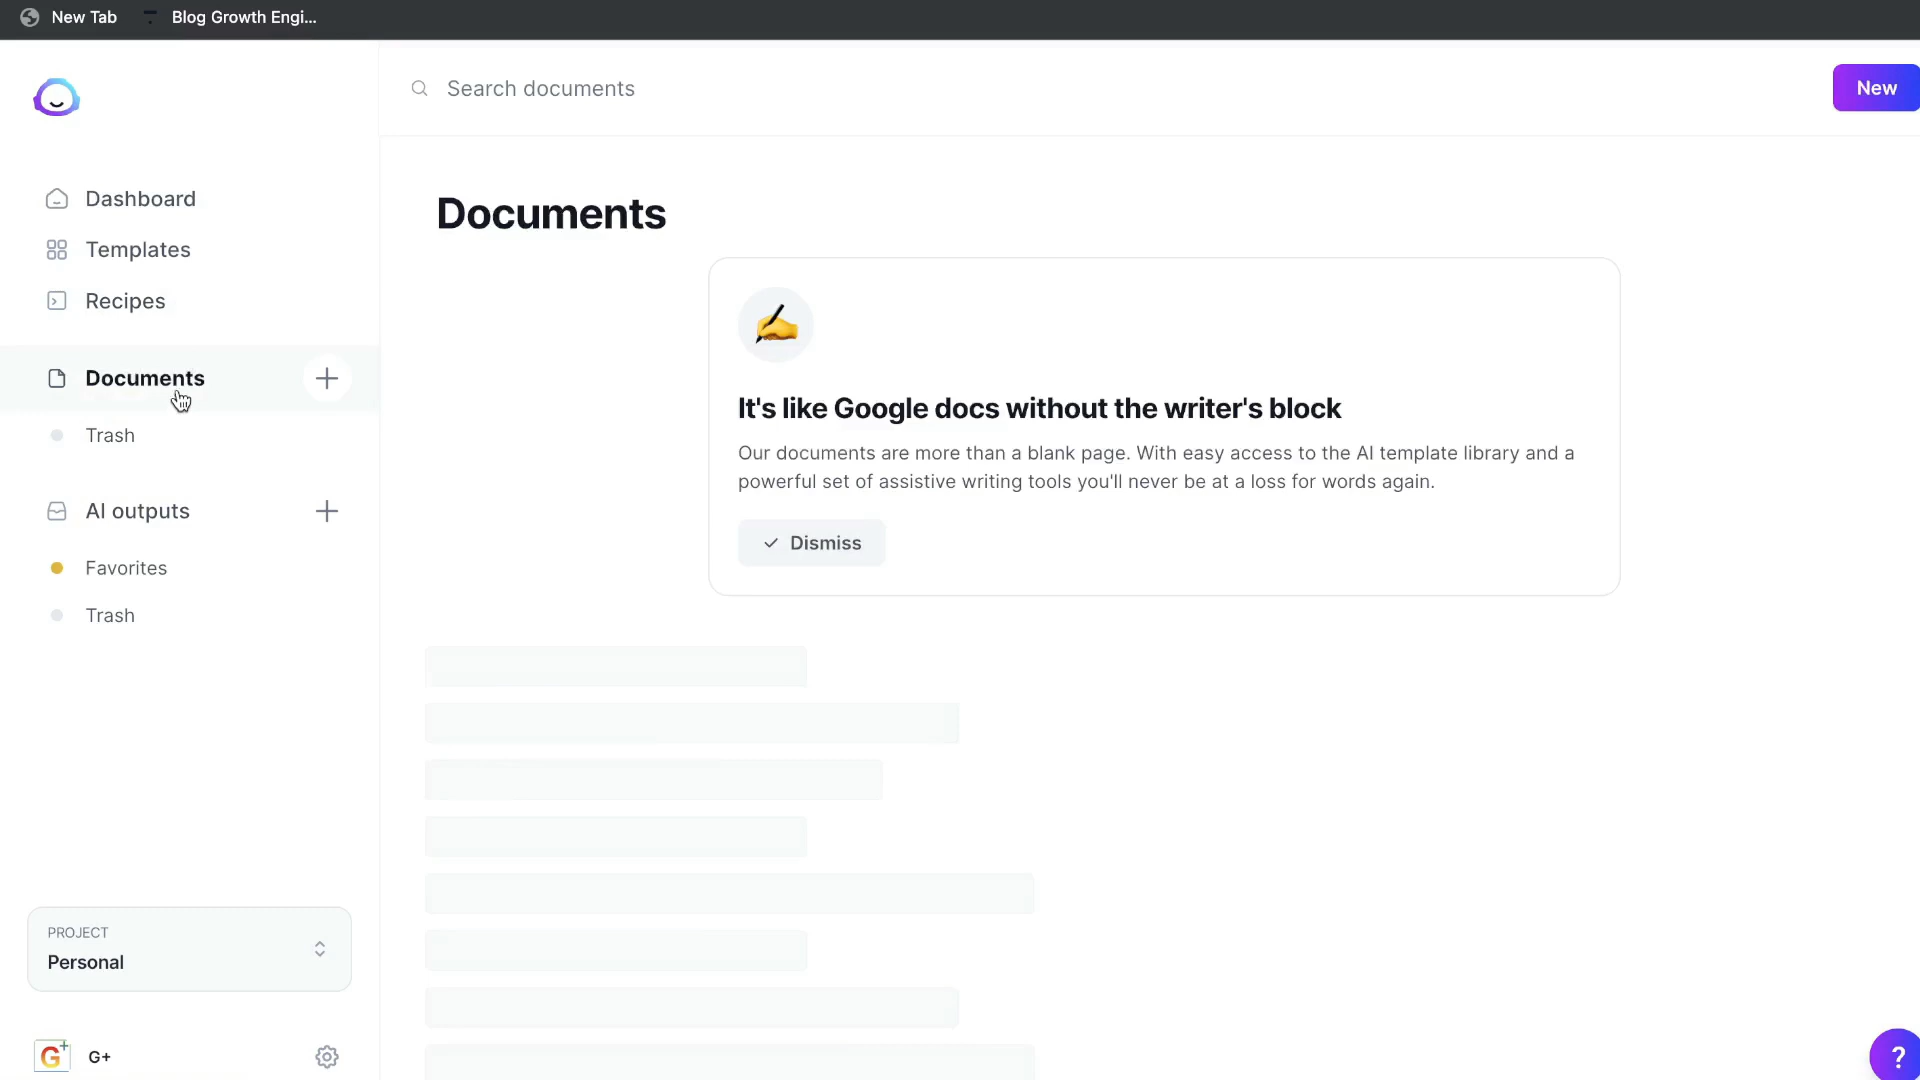 New Tab
Blog Growth Engi...
Search documents
New
Dashboard
Templates
Recipes
Documents
Trash
AI outputs
Favorites
Trash
PROJECT
Personal
G+
G+
Documents
It's like Google docs without the writer's block
Our documents are more than a blank page. With easy access to the AI template library and a
powerful set of assistive writing tools you'll never be at a loss for words again.
Dismiss
?